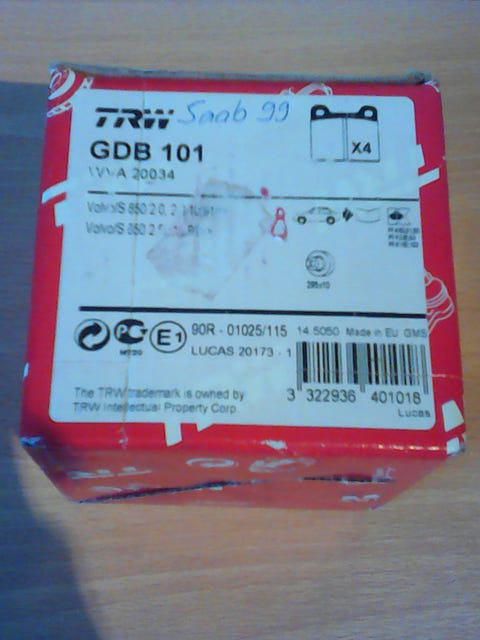 TRW Saab 99
GDB 101
X4
WVA 20034
Volvo/S 850 2.0, 2
Volvo/S 850 2
295x10
90R - 01025/115 14.5050 Made in EU GMS
E1
LUCAS 20173 - 1
3 322936 401018
Lucas
The TRW trademark is owned by
TRW Intellectual Property Corp.